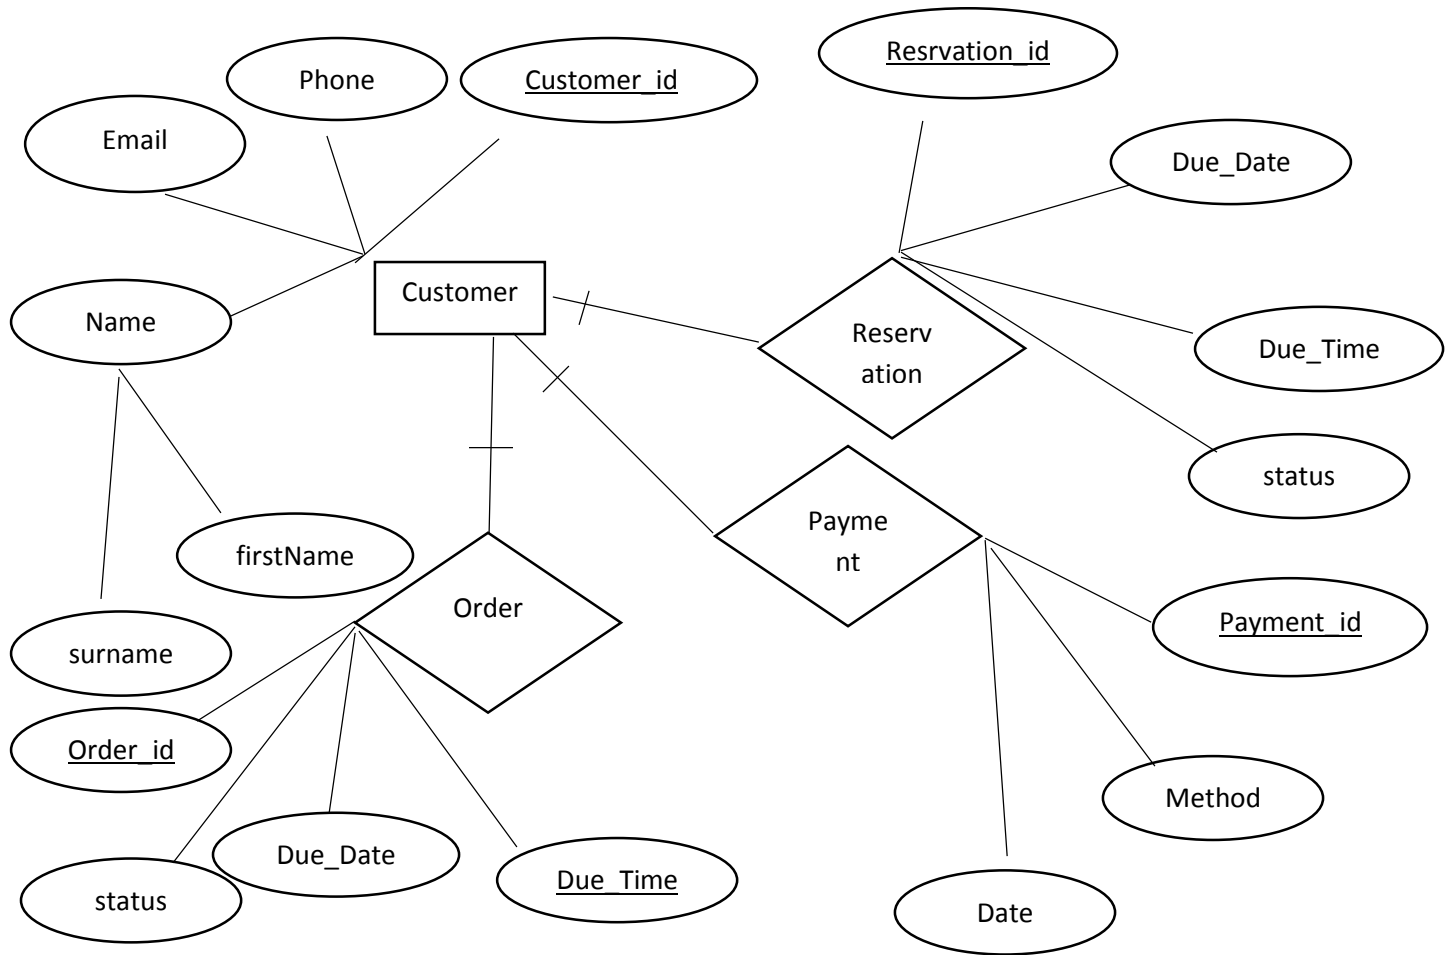 Resrvation_id
Phone
Customer_id
Email
Due_Date
Customer
Name
Reserv
ation
Due_Time
status
Payme
nt
firstName
Order
Payment_id
surname
Order_id
Method
Due_Date
Due_Time
status
Date